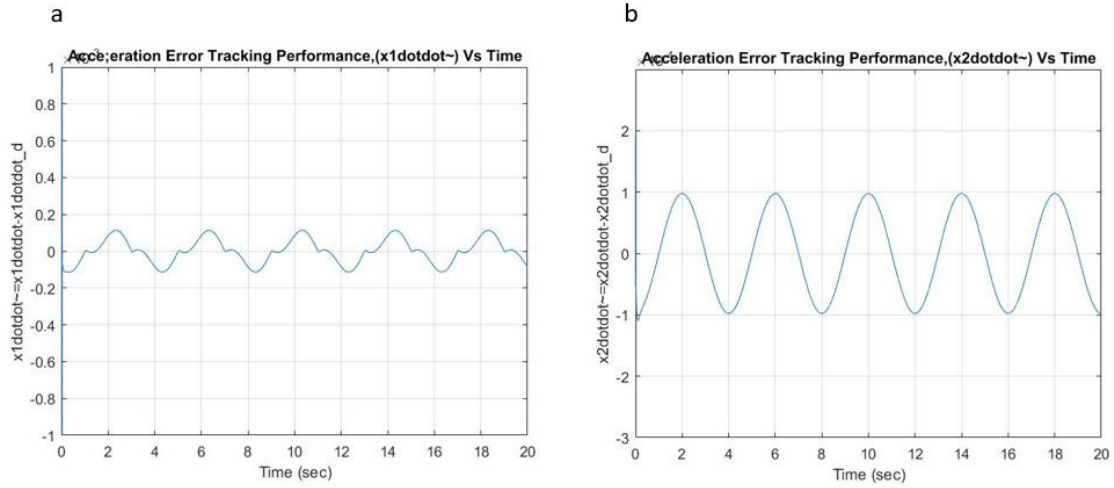 a
b
Acce;eration Error Tracking Performance,(x1dotdot~) Vs Time
1
0.8
0.6
0.4
0.2
0
-0.2
-0.4
-0.6
-0.8
-1
x1dotdot~=x1dotdot-x1dotdot_d
0 2 4 6 8 10 12 14 16 18 20
Time (sec)
Acceleration Error Tracking Performance,(x2dotdot~) Vs Time
2
1
0
-1
-2
-3
x2dotdot~=x2dotdot-x2dotdot_d
0 2 4 6 8 10 12 14 16 18 20
Time (sec)